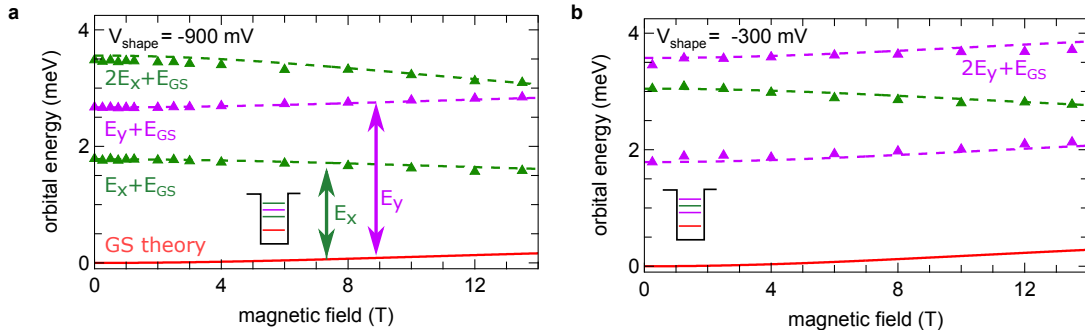 a
V_shape = -900 mV
4
2
0
orbital energy (meV)
2E_x+E_GS
E_y+E_GS
E_x+E_GS
E_x
E_y
GS theory
0
4
8
12
magnetic field (T)
b
V_shape = -300 mV
4
2
0
orbital energy (meV)
2E_y+E_GS
0
4
8
12
magnetic field (T)